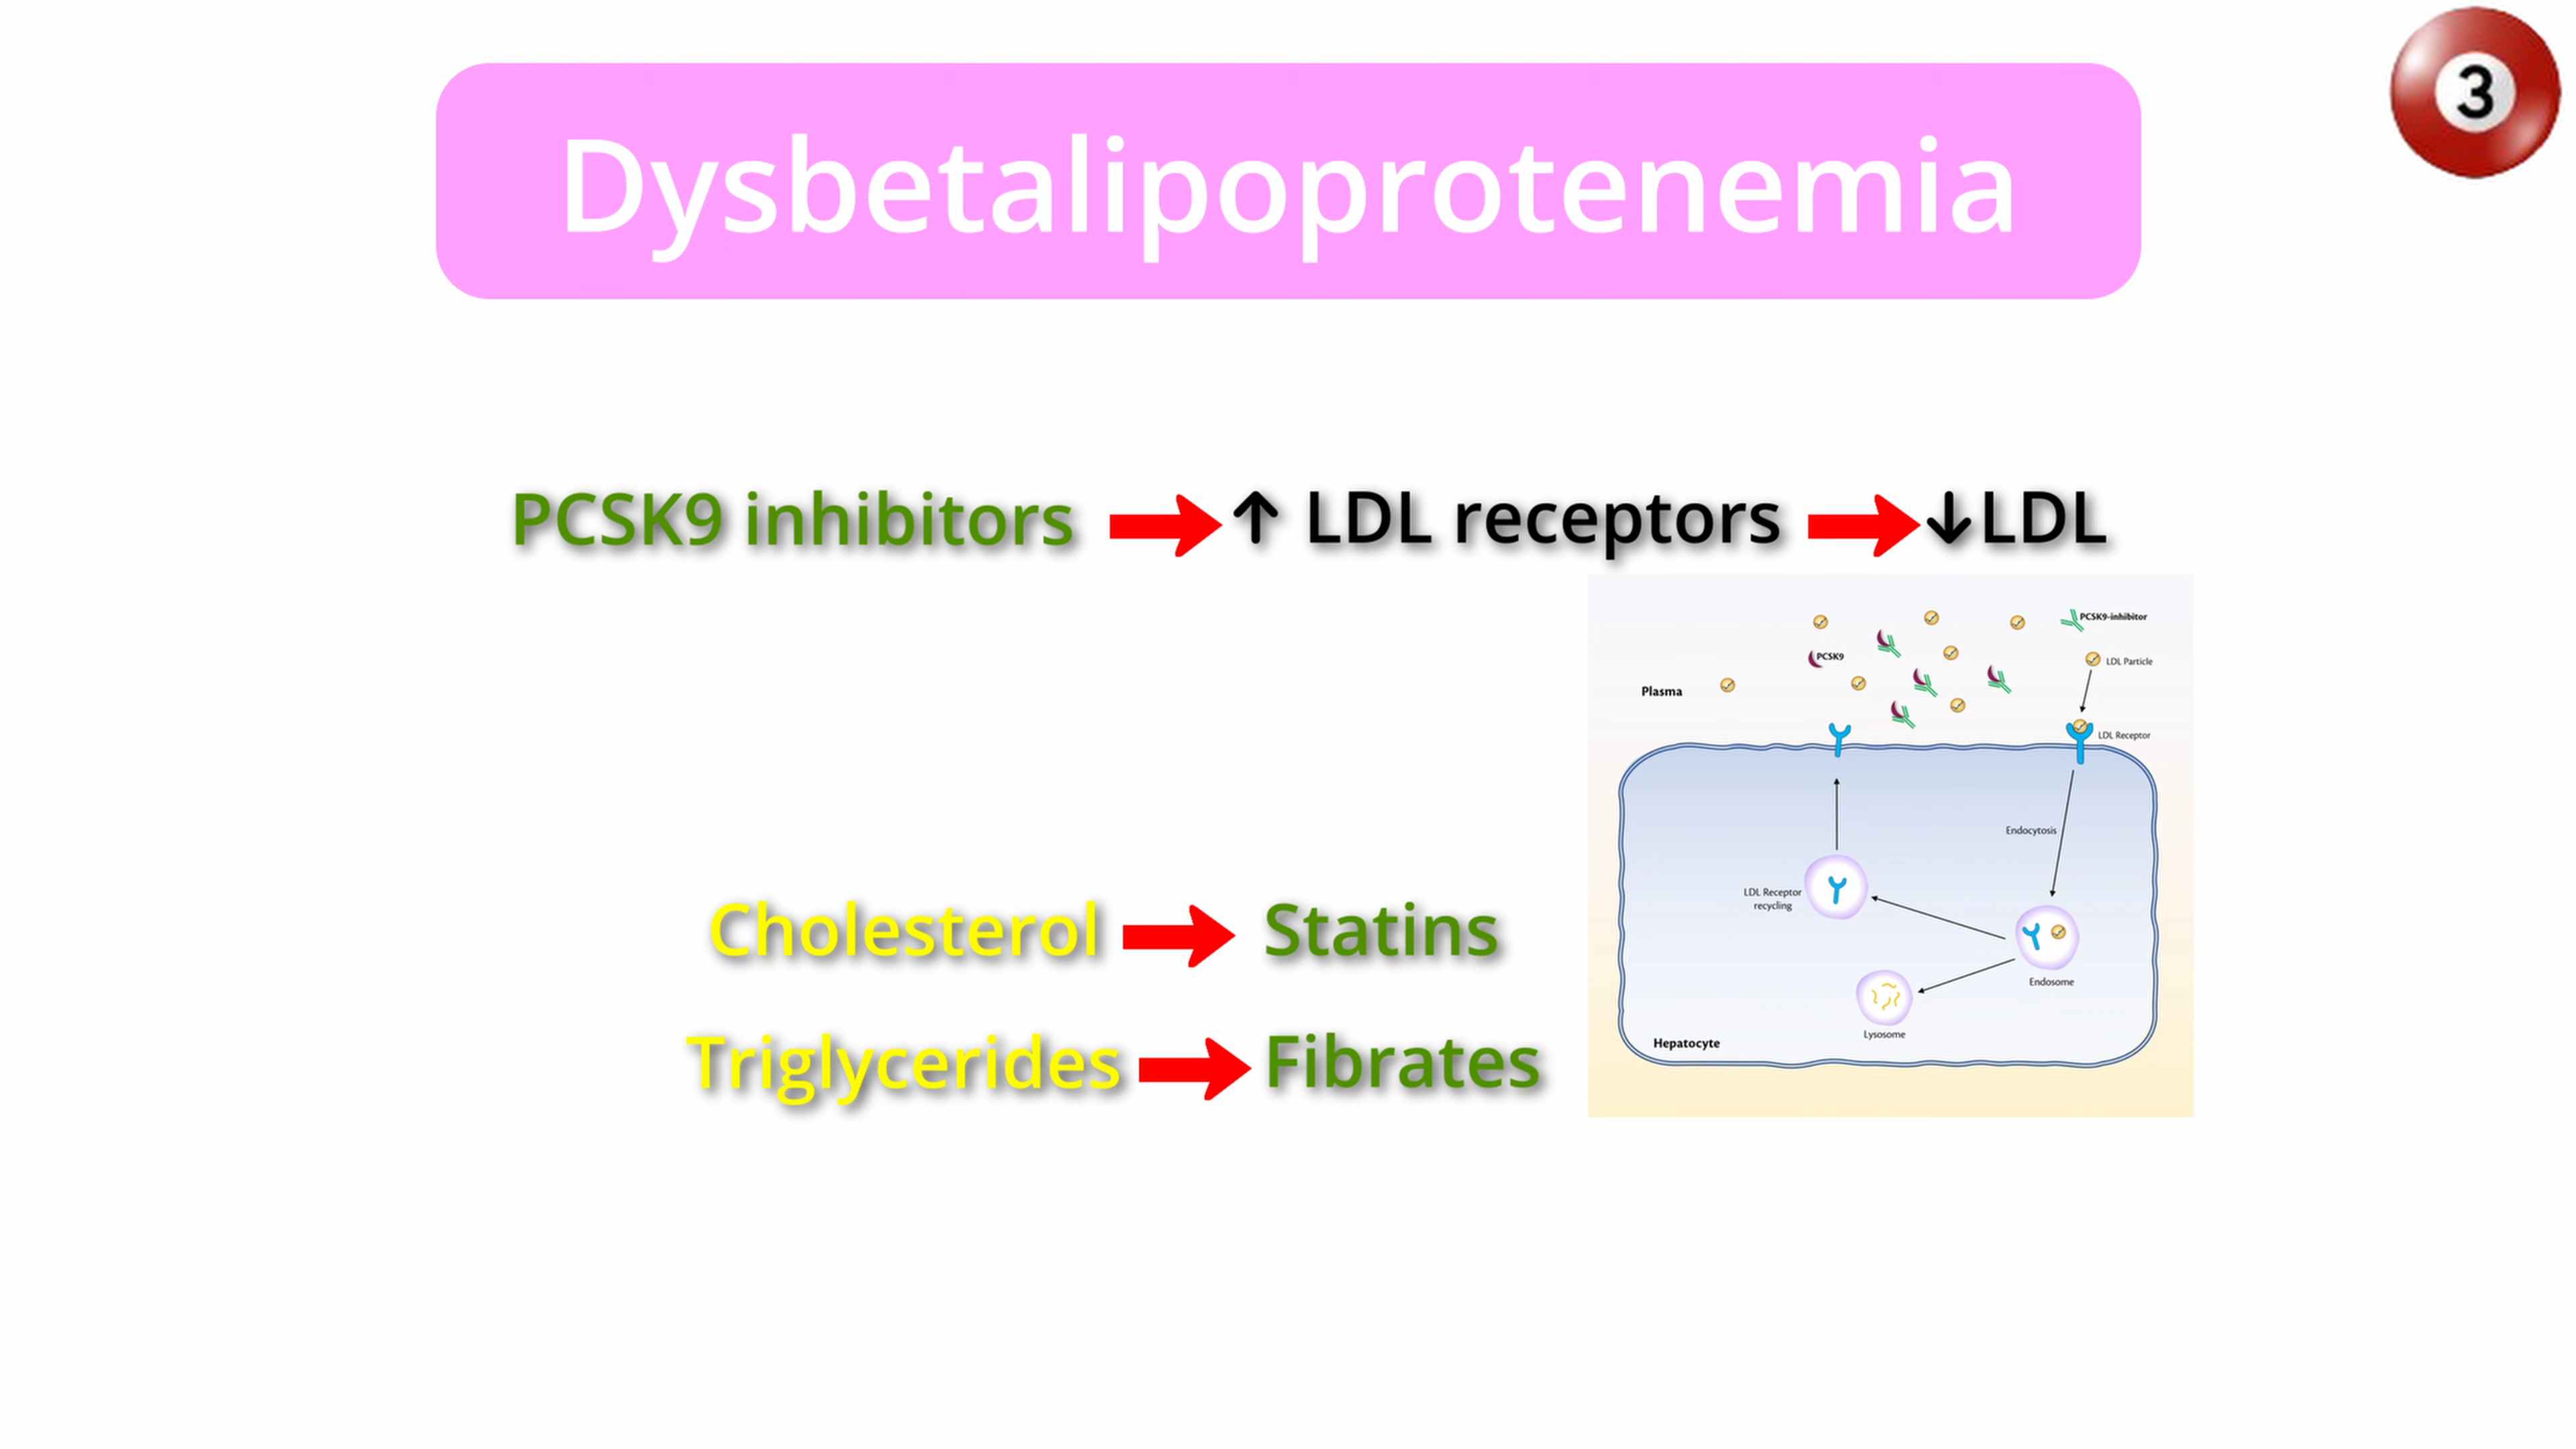 3
Dysbetalipoprotenemia
PCSK9 inhibitors ↑ LDL receptors ↓LDL
PCSK9-inhibitor
PCSK9
LDL Particle
Plasma
LDL Receptor
Endocytosis
LDL Receptor
recycling
Endosome
Lysosome
Hepatocyte
Cholesterol Statins
Triglycerides Fibrates